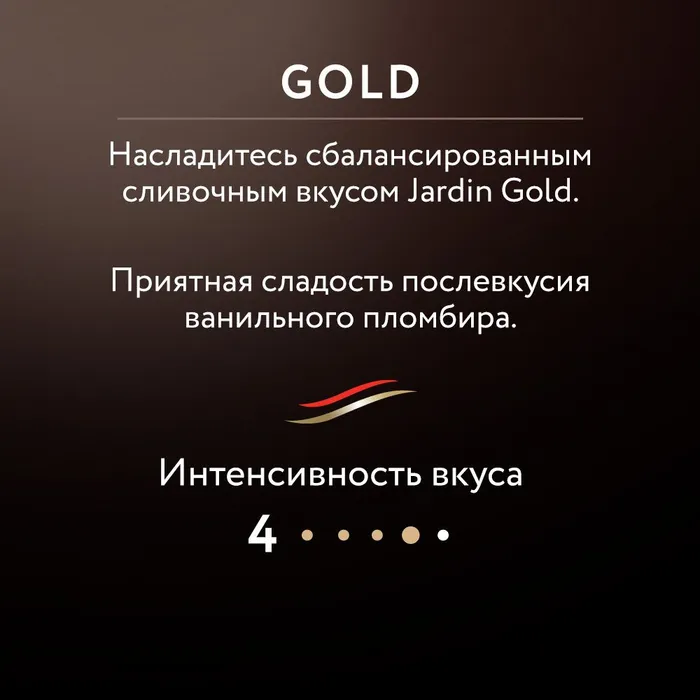 GOLD
Насладитесь сбалансированным
сливочным вкусом Jardin Gold.
Приятная сладость послевкусия
ванильного пломбира.
Интенсивность вкуса
4